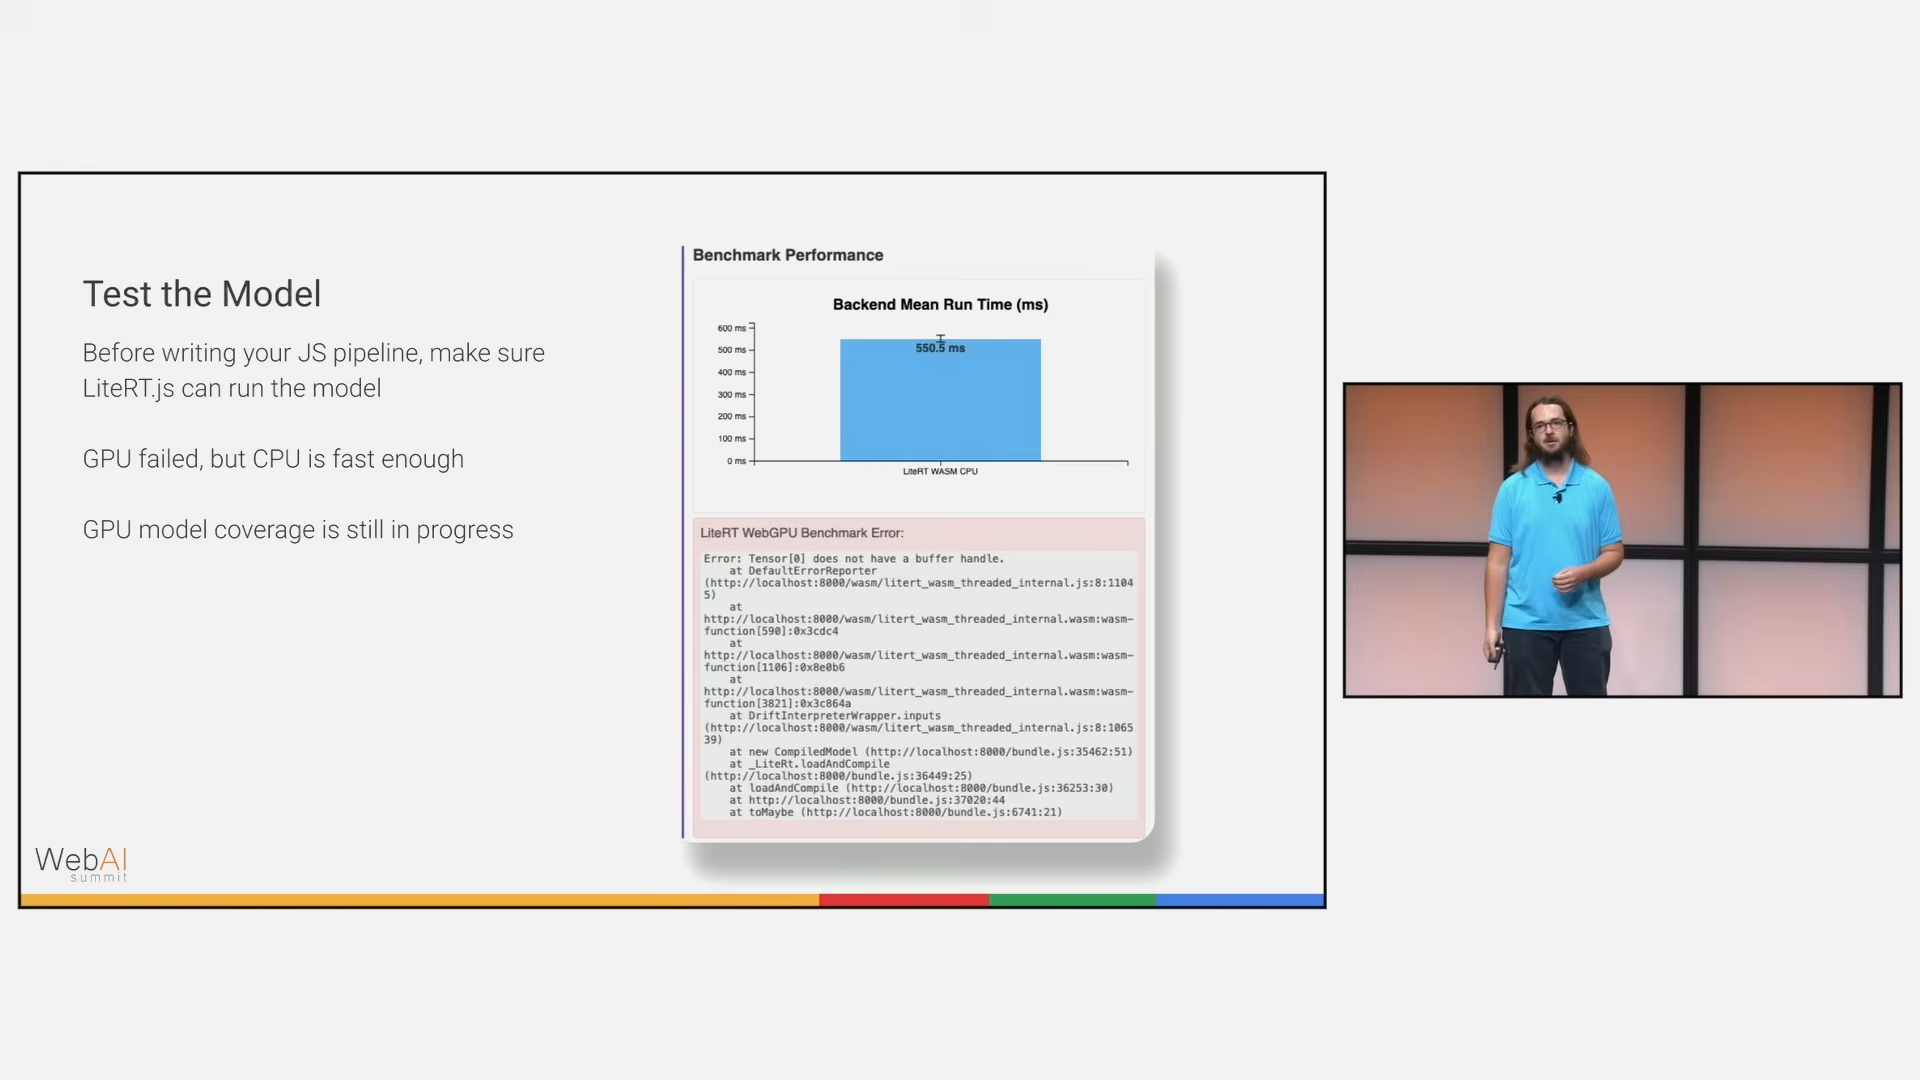 Test the Model
Before writing your JS pipeline, make sure
LiteRT.js can run the model
GPU failed, but CPU is fast enough
GPU model coverage is still in progress
Benchmark Performance
Backend Mean Run Time (ms)
600 ms
500 ms
400 ms
300 ms
200 ms
100 ms
0 ms
550.5 ms
LiteRT WASM CPU
LiteRT WebGPU Benchmark Error:
Error: Tensor[0] does not have a buffer handle.
at DefaultErrorReporter
(http://localhost:8000/wasm/litert_wasm_threaded_internal.js:8:1104
5)
at
http://localhost:8000/wasm/litert_wasm_threaded_internal.wasm:wasm-
function[590]:0x3cdc4
at
http://localhost:8000/wasm/litert_wasm_threaded_internal.wasm:wasm-
function[1106]:0x8e0b6
at
http://localhost:8000/wasm/litert_wasm_threaded_internal.wasm:wasm-
function[3821]:0x3c864a
at DriftInterpreterWrapper.inputs
(http://localhost:8000/wasm/litert_wasm_threaded_internal.js:8:1065
39)
at new CompiledModel (http://localhost:8000/bundle.js:35462:51)
at _LiteRt.loadAndCompile
(http://localhost:8000/bundle.js:36449:25)
at loadAndCompile (http://localhost:8000/bundle.js:36253:30)
at http://localhost:8000/bundle.js:37020:44
at toMaybe (http://localhost:8000/bundle.js:6741:21)
WebAI
summit